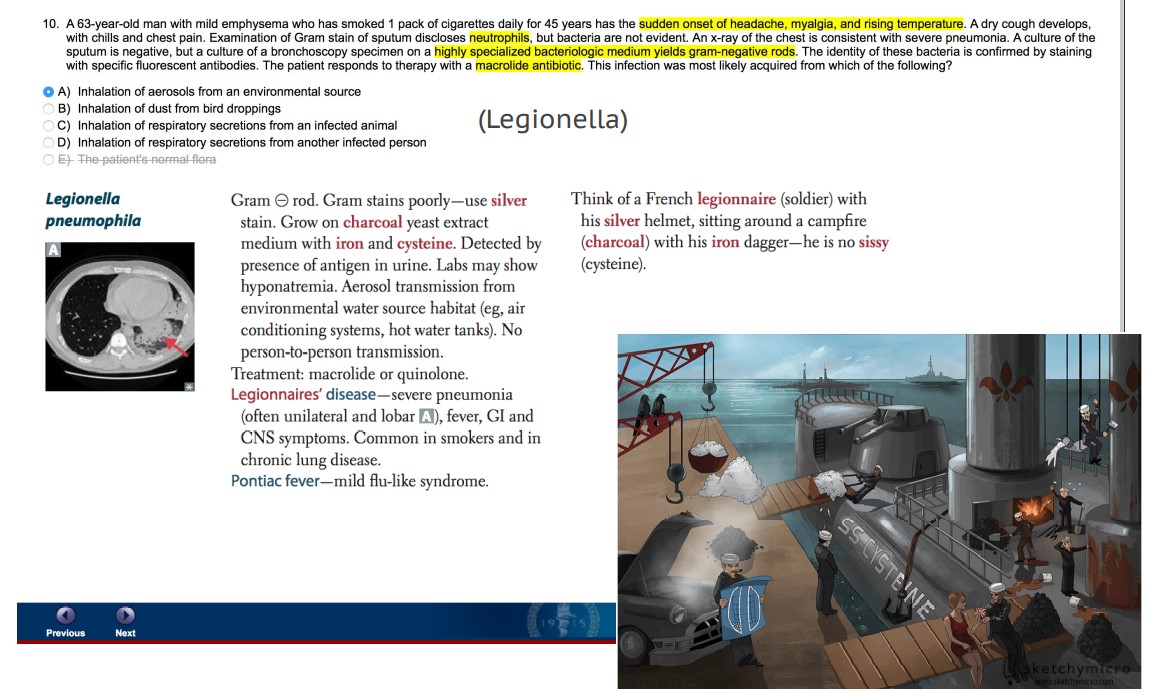 10. A 63-year-old man with mild emphysema who has smoked 1 pack of cigarettes daily for 45 years has the sudden onset of headache, myalgia, and rising temperature. A dry cough develops,
with chills and chest pain. Examination of Gram stain of sputum discloses neutrophils, but bacteria are not evident. An x-ray of the chest is consistent with severe pneumonia. A culture of the
sputum is negative, but a culture of a bronchoscopy specimen on a highly specialized bacteriologic medium yields gram-negative rods. The identity of these bacteria is confirmed by staining
with specific fluorescent antibodies. The patient responds to therapy with a macrolide antibiotic. This infection was most likely acquired from which of the following?
A) Inhalation of aerosols from an environmental source
B) Inhalation of dust from bird droppings
C) Inhalation of respiratory secretions from an infected animal
D) Inhalation of respiratory secretions from another infected person
E) The patient's normal flora
(Legionella)
Legionella
pneumophila
A
Gram ⊖ rod. Gram stains poorly—use silver
stain. Grow on charcoal yeast extract
medium with iron and cysteine. Detected by
presence of antigen in urine. Labs may show
hyponatremia. Aerosol transmission from
environmental water source habitat (eg, air
conditioning systems, hot water tanks). No
person-to-person transmission.
Treatment: macrolide or quinolone.
Legionnaires' disease—severe pneumonia
(often unilateral and lobar A), fever, GI and
CNS symptoms. Common in smokers and in
chronic lung disease.
Pontiac fever—mild flu-like syndrome.
Think of a French legionnaire (soldier) with
his silver helmet, sitting around a campfire
(charcoal) with his iron dagger—he is no sissy
(cysteine).
SS CYSTEINE
sketchymicro
www.sketchymicro.com
Previous
Next
1915